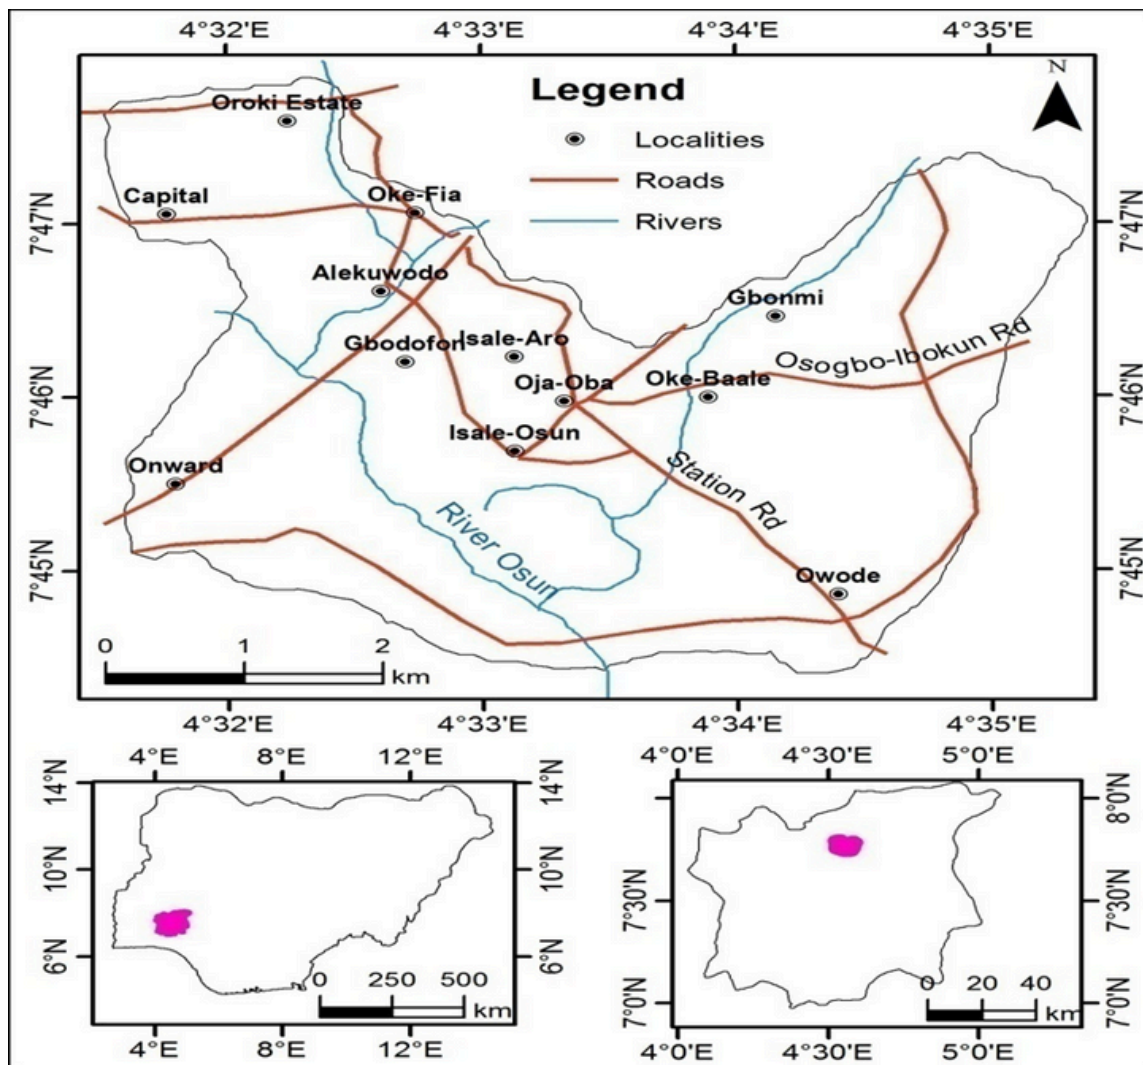 4°32'E 4°33'E 4°34'E 4°35'E
N
Legend
Localities
Roads
Rivers
Oroki Estate
Capital
Oke-Fia
7°47'N
7°47'N
Alekuwodo
Gbonmi
Gbodofon
Isale-Aro
Osogbo-Ibokun Rd
Oja-Oba
Oke-Baale
7°46'N
7°46'N
Isale-Osun
Onward
Station Rd
River Osun
7°45'N
7°45'N
Owode
0 1 2
km
4°32'E 4°33'E 4°34'E 4°35'E
4°E 8°E 12°E
14°N
14°N
10°N
10°N
6°N
6°N
0 250 500
km
4°E 8°E 12°E
4°0'E 4°30'E 5°0'E
8°0'N
7°30'N
7°30'N
0 20 40
km
7°0'N
7°0'N
4°0'E 4°30'E 5°0'E